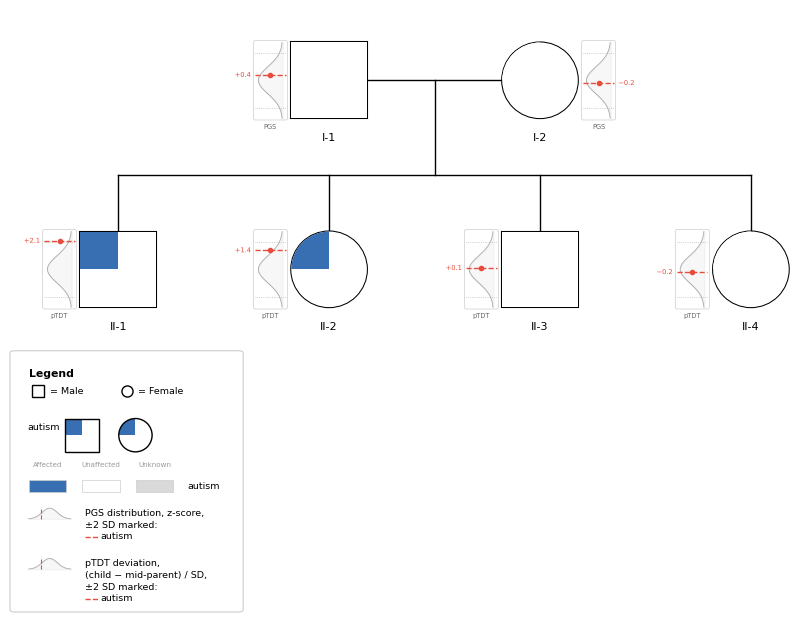 +0.4
−0.2
PGS
PGS
I-1
I-2
+2.1
+1.4
+0.1
−0.2
pTDT
pTDT
pTDT
pTDT
II-1
II-2
II-3
II-4
Legend
= Male
= Female
autism
Affected
Unaffected
Unknown
autism
PGS distribution, z-score,
±2 SD marked:
autism
pTDT deviation,
(child − mid-parent) / SD,
±2 SD marked:
autism